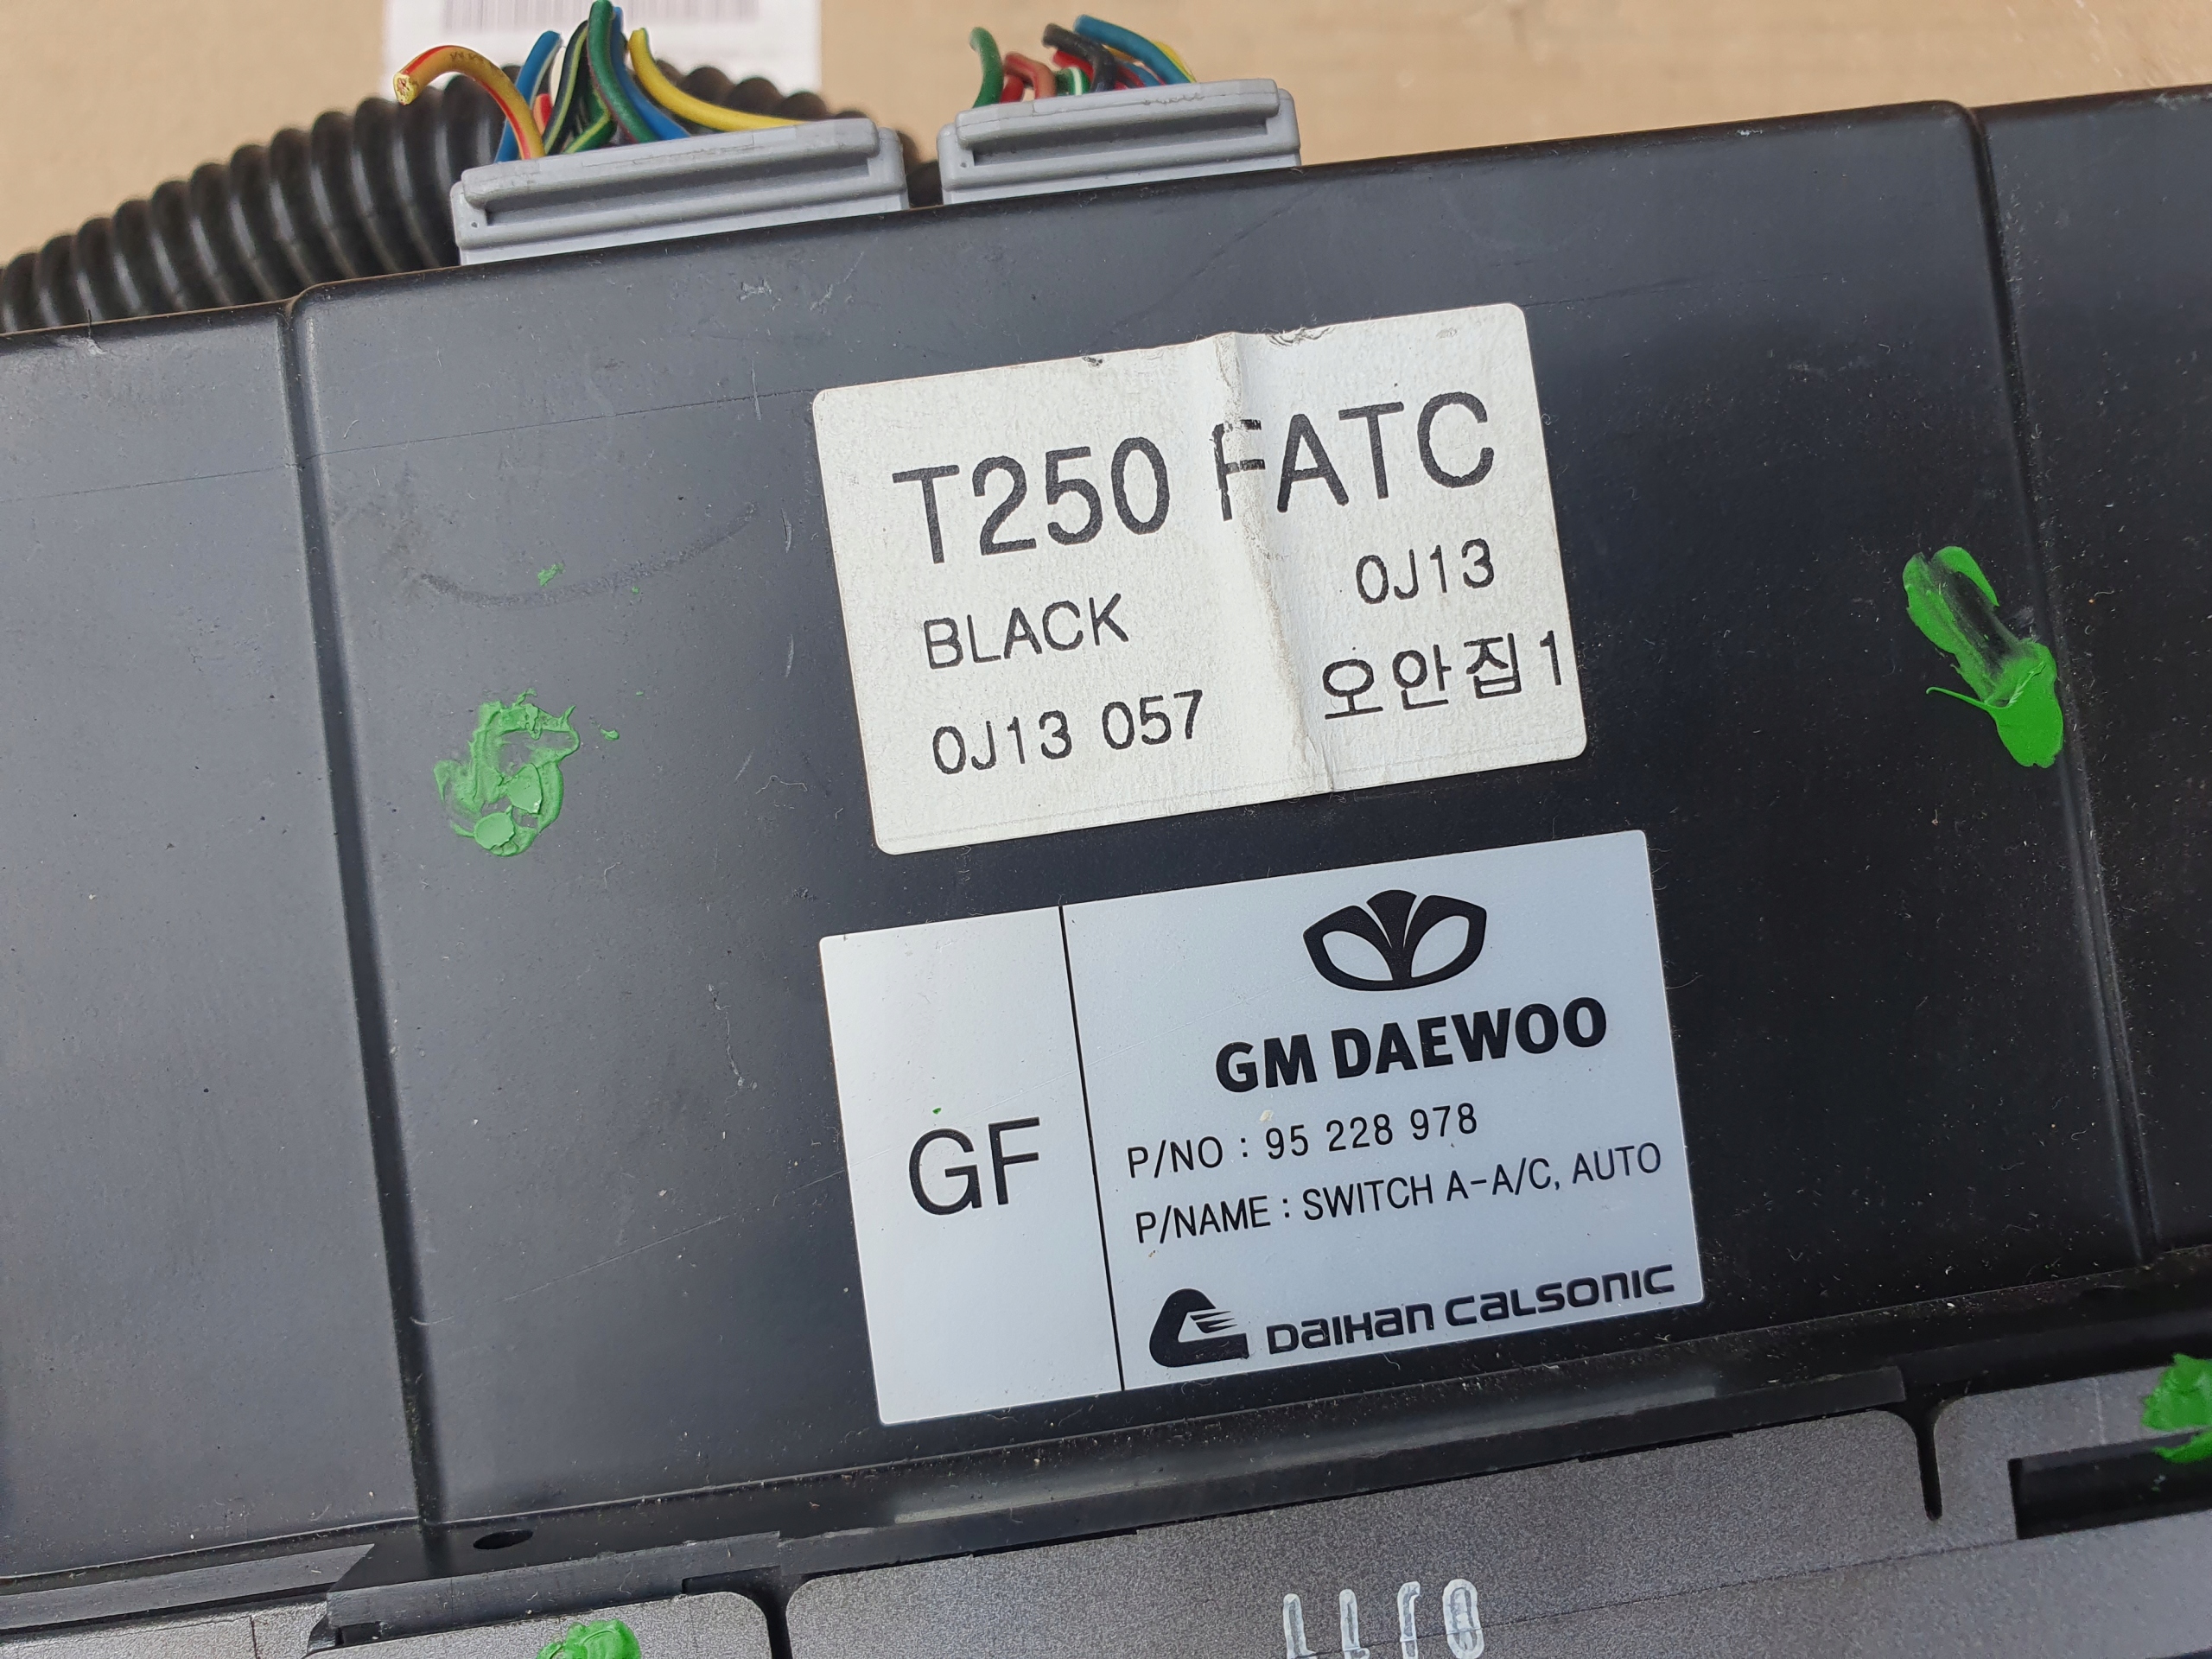 T250 FATC
BLACK 0J13
0J13 057 오안집1
GF
GM DAEWOO
P/NO : 95 228 978
P/NAME : SWITCH A-A/C, AUTO
DAIHAN CALSONIC